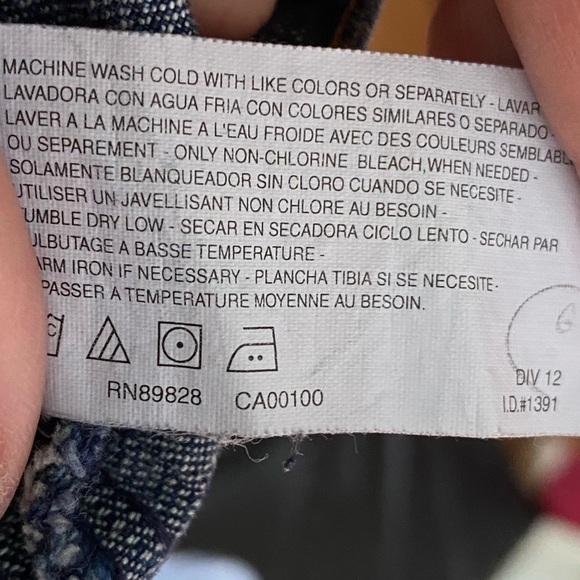 MACHINE WASH COLD WITH LIKE COLORS OR SEPARATELY - LAVAR
LAVADORA CON AGUA FRIA CON COLORES SIMILARES O SEPARADO -
LAVER A LA MACHINE A L'EAU FROIDE AVEC DES COULEURS SEMBLABL
OU SEPAREMENT - ONLY NON-CHLORINE BLEACH, WHEN NEEDED -
SOLAMENTE BLANQUEADOR SIN CLORO CUANDO SE NECESITE -
UTILISER UN JAVELLISANT NON CHLORE AU BESOIN -
UMBLE DRY LOW - SECAR EN SECADORA CICLO LENTO - SECHAR PAR
ULBUTAGE A BASSE TEMPERATURE -
ARM IRON IF NECESSARY - PLANCHA TIBIA SI SE NECESITE -
PASSER A TEMPERATURE MOYENNE AU BESOIN.
RN89828 CA00100
6
DIV 12
I.D.#1391